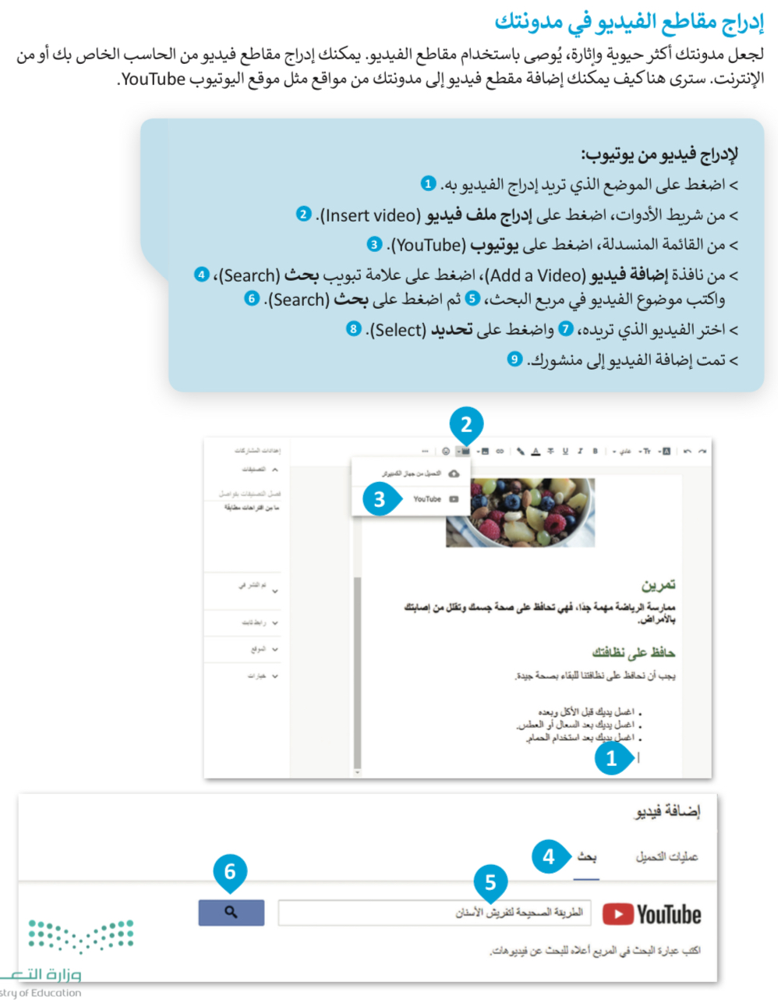 إدراج مقاطع الفيديو في مدونتك
لجعل مدونتك أكثر حيوية وإثارة، يُوصى باستخدام مقاطع الفيديو. يمكنك إدراج مقاطع فيديو من الحاسب الخاص بك أو من
الإنترنت. سترى هنا كيف يمكنك إضافة مقطع فيديو إلى مدونتك من مواقع مثل موقع اليوتيوب YouTube.
لإدراج فيديو من يوتيوب:
> اضغط على الموضع الذي تريد إدراج الفيديو به. 1
> من شريط الأدوات، اضغط على إدراج ملف فيديو (Insert video). 2
> من القائمة المنسدلة، اضغط على يوتيوب (YouTube). 3
> من نافذة إضافة فيديو (Add a Video)، اضغط على علامة تبويب بحث (Search)، 4
واكتب موضوع الفيديو في مربع البحث، 5 ثم اضغط على بحث (Search). 6
> اختر الفيديو الذي تريده، 7 واضغط على تحديد (Select). 8
> تمت إضافة الفيديو إلى منشورك. 9
2
عادي
إعدادات المشاركات
التصنيفات
فصل التصنيفات بفواصل
ما من اقتراحات مطابقة
تم النشر في
رابط ثابت
الموقع
خيارات
التحميل من جهاز الكمبيوتر
YouTube 3
تمرين
ممارسة الرياضة مهمة جدًا، فهي تحافظ على صحة جسمك وتقلل من إصابتك
بالأمراض.
حافظ على نظافتك
يجب أن نحافظ على نظافتنا للبقاء بصحة جيدة.
• اغسل يديك قبل الأكل وبعده
• اغسل يديك بعد السعال أو العطس.
• اغسل يديك بعد استخدام الحمام.
1
إضافة فيديو
عمليات التحميل
بحث 4
5
6
YouTube
الطريقة الصحيحة لتفريش الأسنان
اكتب عبارة البحث في المربع أعلاه للبحث عن فيديوهات.
وزارة التعـ
stry of Education